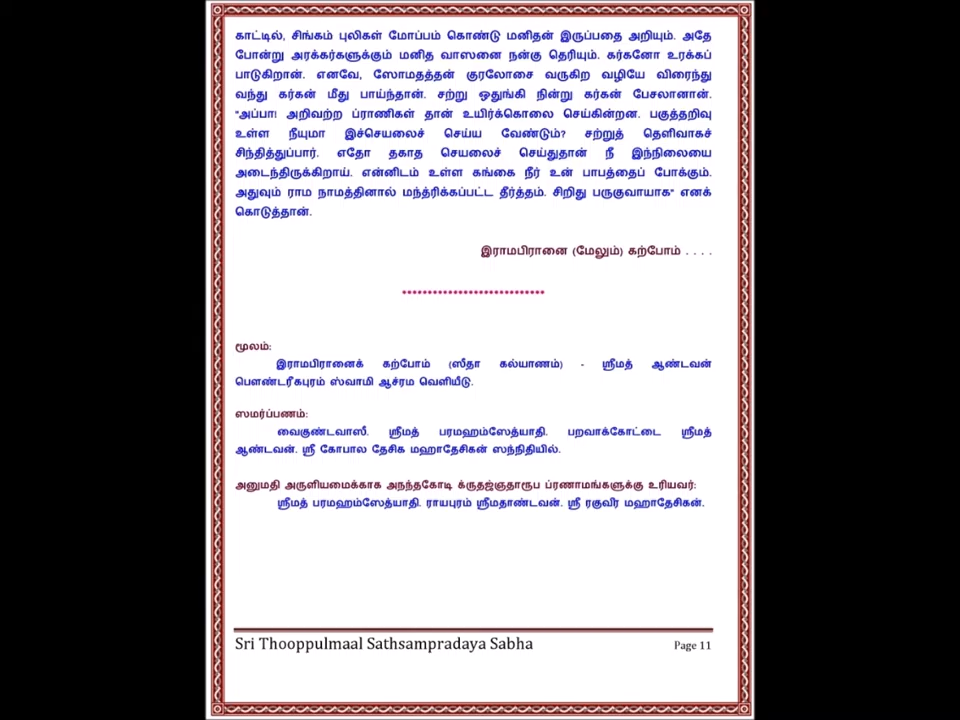 காட்டில், சிங்கம் புலிகள் மோப்பம் கொண்டு மனிதன் இருப்பதை அறியும். அதே
போன்று அரக்கர்களுக்கும் மனித வாஸனை நன்கு தெரியும். கர்கனோ உரக்கப்
பாடுகிறான். எனவே, ஸோமதத்தன் குரலோசை வருகிற வழியே விரைந்து
வந்து கர்கன் மீது பாய்ந்தான். சற்று ஒதுங்கி நின்று கர்கன் பேசலானான்.
"அப்பா! அறிவற்ற ப்ராணிகள் தான் உயிர்க்கொலை செய்கின்றன. பகுத்தறிவு
உள்ள நீயுமா இச்செயலைச் செய்ய வேண்டும்? சற்றுத் தெளிவாகச்
சிந்தித்துப்பார். எதோ தகாத செயலைச் செய்துதான் நீ இந்நிலையை
அடைந்திருக்கிறாய். என்னிடம் உள்ள கங்கை நீர் உன் பாபத்தைப் போக்கும்.
அதுவும் ராம நாமத்தினால் மந்த்ரிக்கப்பட்ட தீர்த்தம். சிறிது பருகுவாயாக" எனக்
கொடுத்தான்.
இராமபிரானை (மேலும்) கற்போம் . . . .
****************************
மூலம்:
இராமபிரானைக் கற்போம் (ஸீதா கல்யாணம்) - ஸ்ரீமத் ஆண்டவன்
பௌண்டரீகபுரம் ஸ்வாமி ஆச்ரம வெளியீடு.
ஸமர்ப்பணம்:
வைகுண்டவாஸீ. ஸ்ரீமத் பரமஹம்ஸேத்யாதி. பறவாக்கோட்டை ஸ்ரீமத்
ஆண்டவன். ஸ்ரீ கோபால தேசிக மஹாதேசிகன் ஸந்நிதியில்.
அனுமதி அருளியமைக்காக அநந்தகோடி க்ருதஜ்ஞதாரூப ப்ரணாமங்களுக்கு உரியவர்:
ஸ்ரீமத் பரமஹம்ஸேத்யாதி. ராயபுரம் ஸ்ரீமதாண்டவன். ஸ்ரீ ரகுவீர மஹாதேசிகன்.
Sri Thooppulmaal Sathsampradaya Sabha Page 11